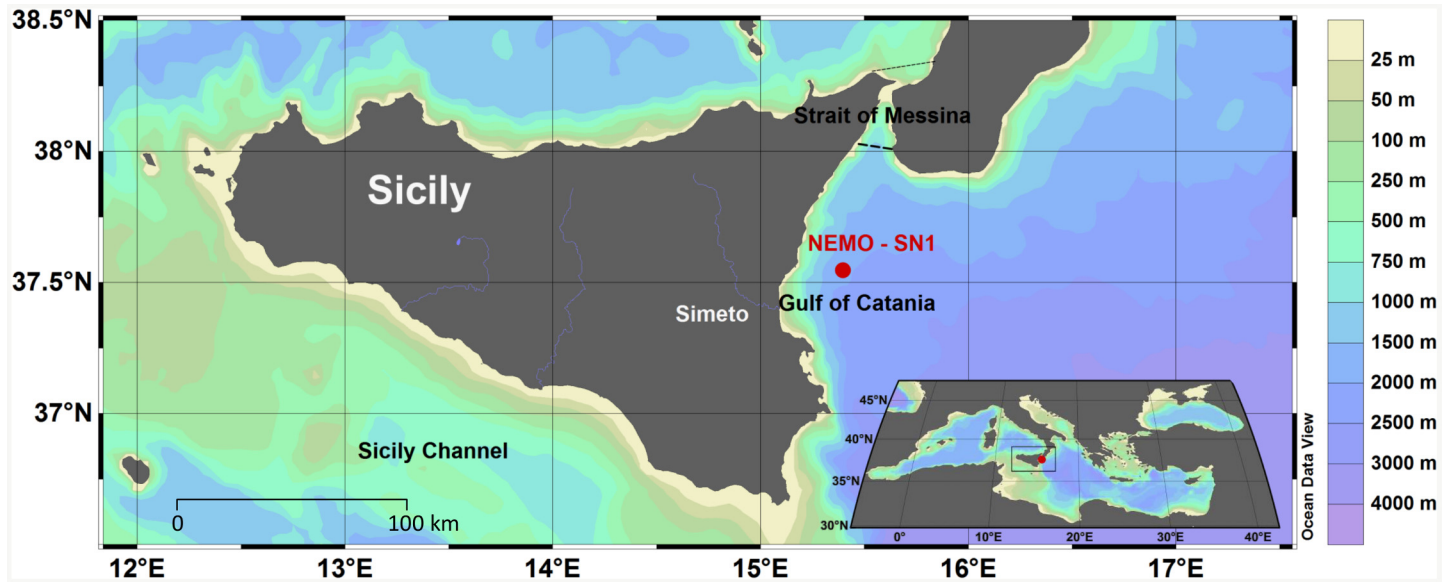 38.5°N
38°N
37.5°N
37°N
12°E
13°E
14°E
15°E
16°E
17°E
Strait of Messina
Sicily
NEMO - SN1
Gulf of Catania
Simeto
Sicily Channel
0
100 km
45°N
40°N
35°N
30°N
0°
10°E
20°E
30°E
40°E
Ocean Data View
25 m
50 m
100 m
250 m
500 m
750 m
1000 m
1500 m
2000 m
2500 m
3000 m
4000 m